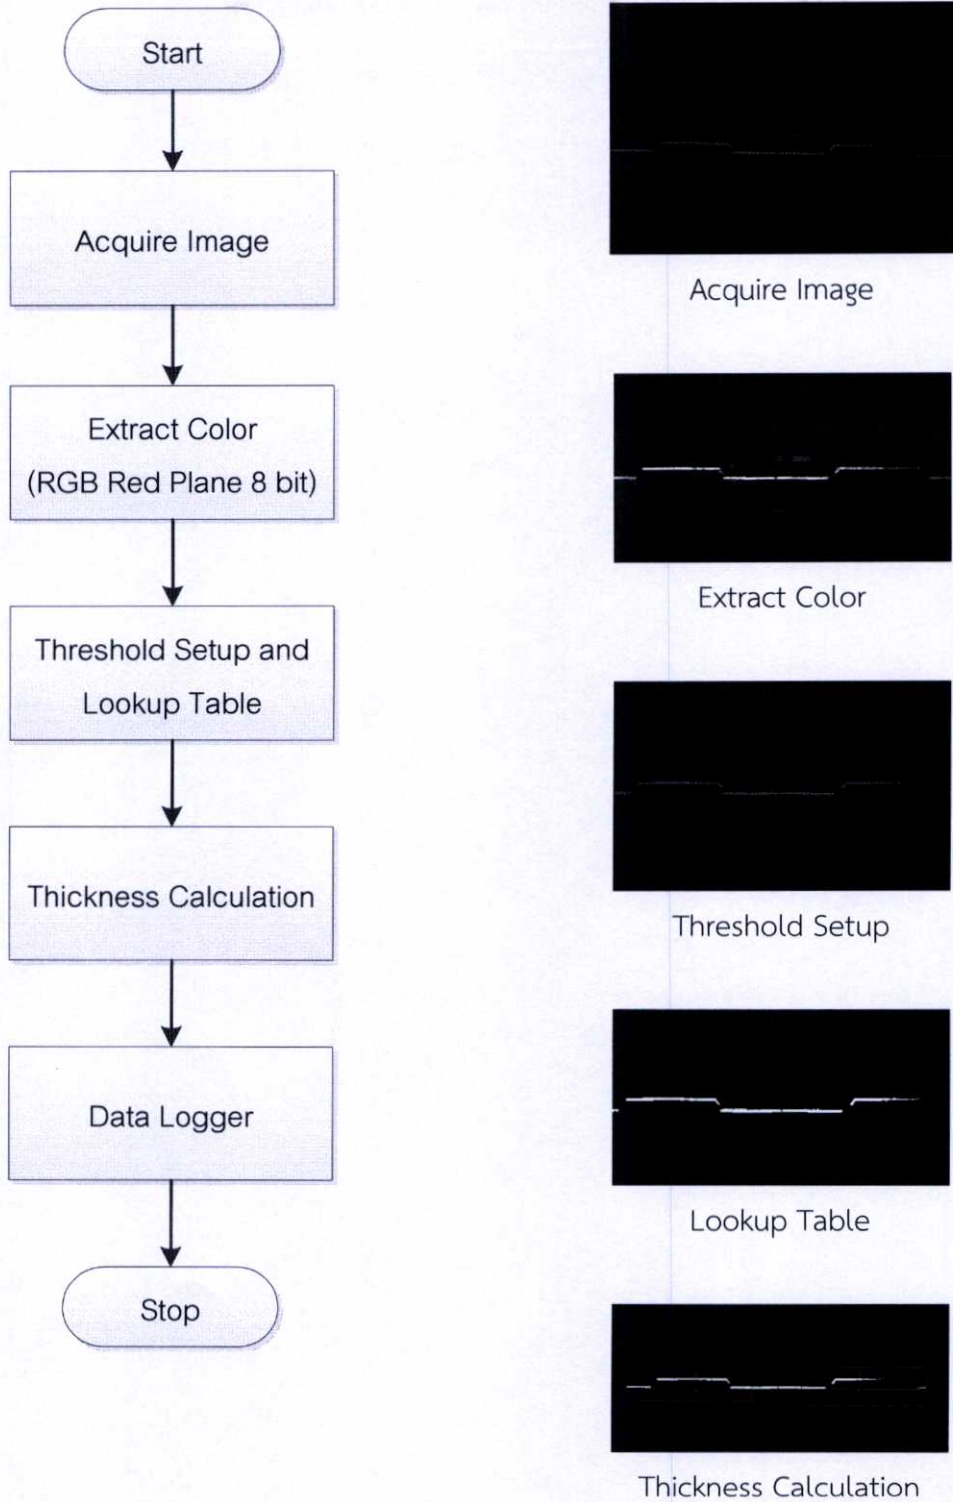 Start
Acquire Image
Extract Color
(RGB Red Plane 8 bit)
Threshold Setup and
Lookup Table
Thickness Calculation
Data Logger
Stop
Acquire Image
Extract Color
Threshold Setup
Lookup Table
Thickness Calculation